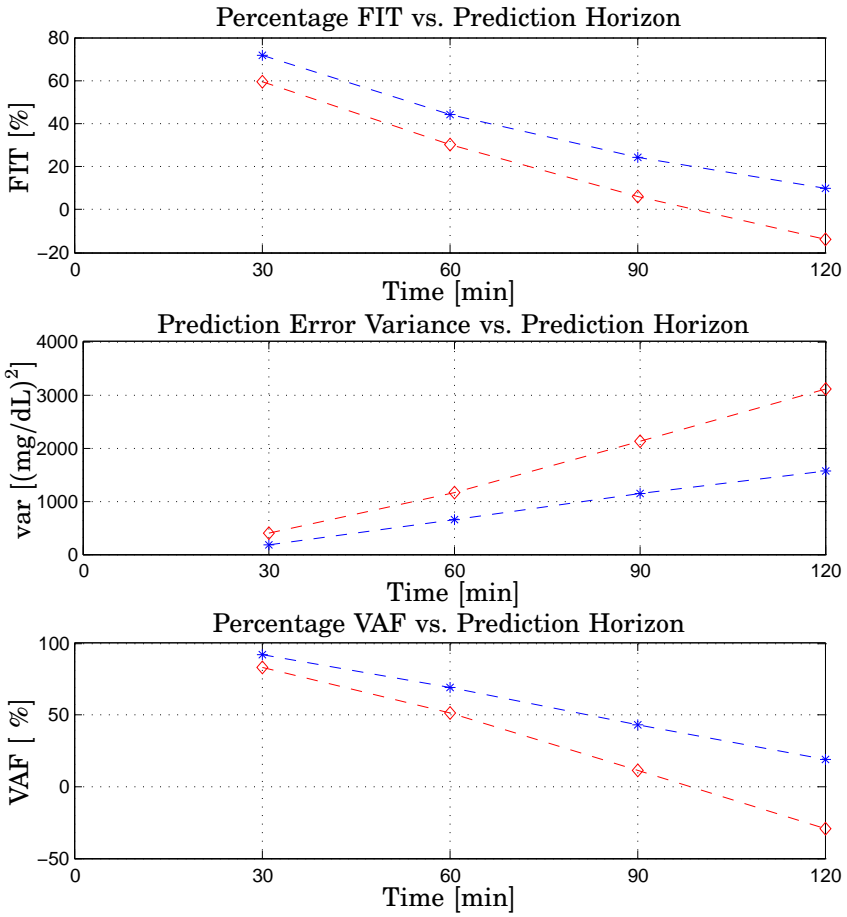 Percentage FIT vs. Prediction Horizon
80
60
40
20
0
−20
FIT [%]
0 30 60 90 120
Time [min]
Prediction Error Variance vs. Prediction Horizon
4000
3000
2000
1000
0
var [(mg/dL)²]
0 30 60 90 120
Time [min]
Percentage VAF vs. Prediction Horizon
100
50
0
−50
VAF [ %]
0 30 60 90 120
Time [min]